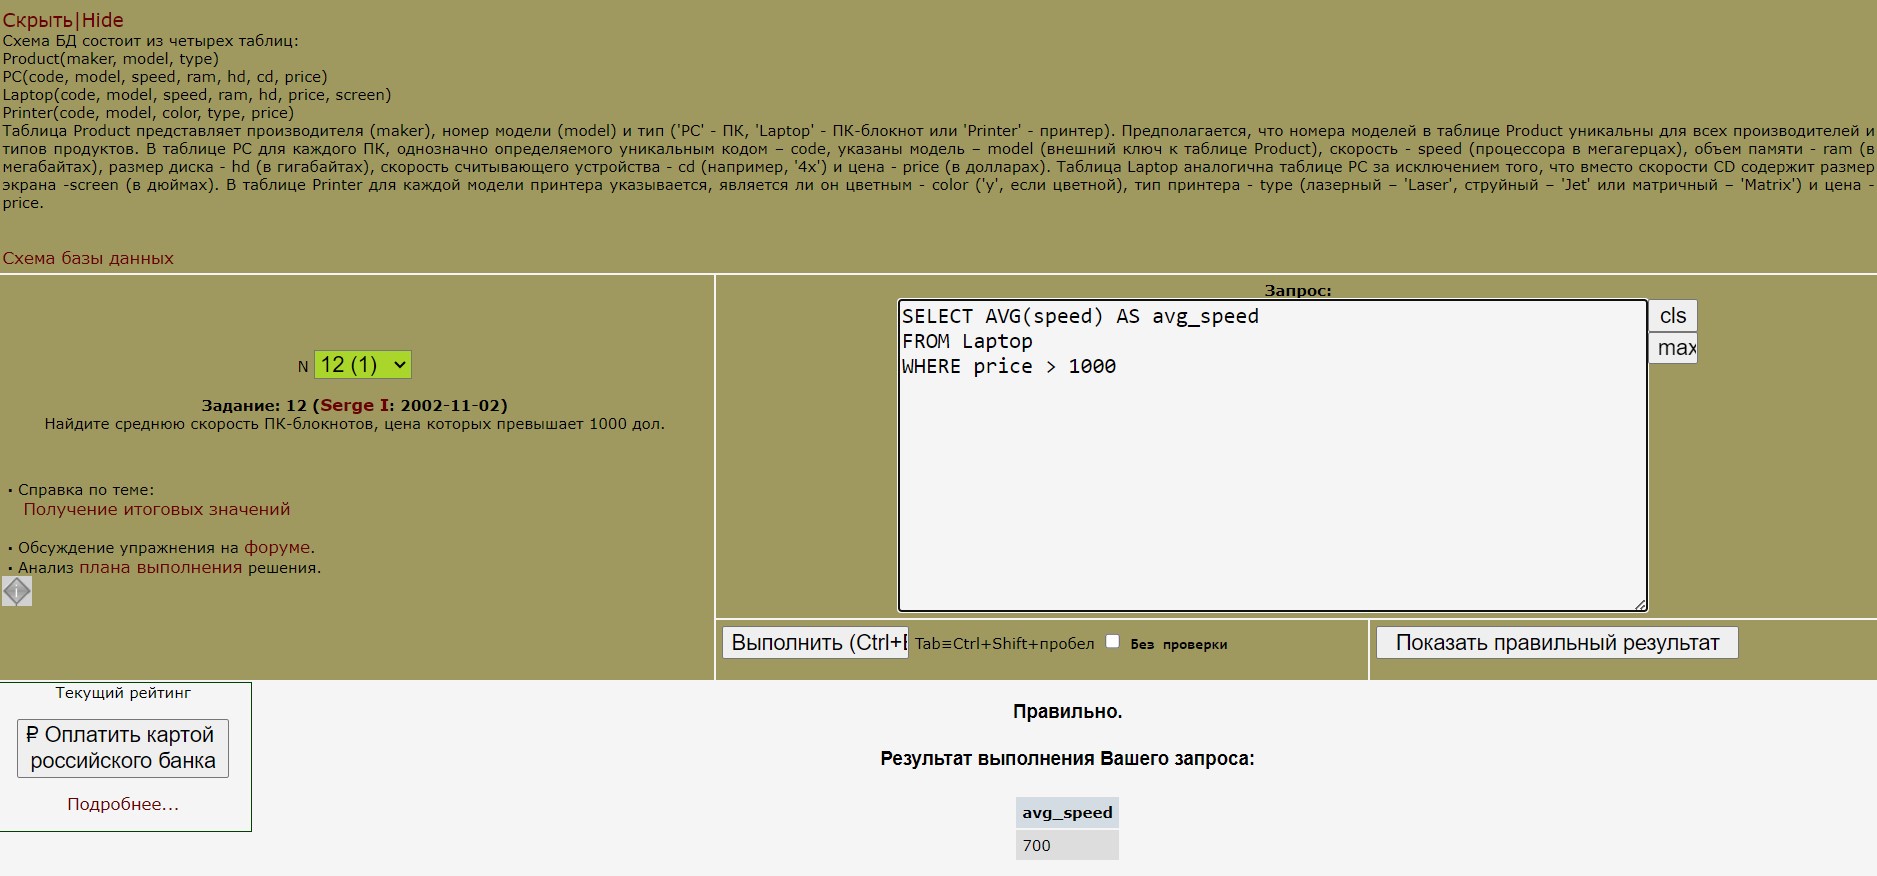 Скрыть|Hide
Схема БД состоит из четырех таблиц:
Product(maker, model, type)
PC(code, model, speed, ram, hd, cd, price)
Laptop(code, model, speed, ram, hd, price, screen)
Printer(code, model, color, type, price)
Таблица Product представляет производителя (maker), номер модели (model) и тип ('PC' - ПК, 'Laptop' - ПК-блокнот или 'Printer' - принтер). Предполагается, что номера моделей в таблице Product уникальны для всех производителей и
типов продуктов. В таблице PC для каждого ПК, однозначно определяемого уникальным кодом – code, указаны модель – model (внешний ключ к таблице Product), скорость - speed (процессора в мегагерцах), объем памяти - ram (в
мегабайтах), размер диска - hd (в гигабайтах), скорость считывающего устройства - cd (например, '4x') и цена - price (в долларах). Таблица Laptop аналогична таблице РС за исключением того, что вместо скорости CD содержит размер
экрана -screen (в дюймах). В таблице Printer для каждой модели принтера указывается, является ли он цветным - color ('y', если цветной), тип принтера - type (лазерный – 'Laser', струйный – 'Jet' или матричный – 'Matrix') и цена -
price.
Схема базы данных
Запрос:
SELECT AVG(speed) AS avg_speed
FROM Laptop
WHERE price > 1000
cls
max
N 12 (1)
Задание: 12 (Serge I: 2002-11-02)
Найдите среднюю скорость ПК-блокнотов, цена которых превышает 1000 дол.
· Справка по теме:
Получение итоговых значений
· Обсуждение упражнения на форуме.
· Анализ плана выполнения решения.
Выполнить (Ctrl+E Tab≡Ctrl+Shift+пробел Без проверки
Показать правильный результат
Текущий рейтинг
₽ Оплатить картой
российского банка
Подробнее...
Правильно.
Результат выполнения Вашего запроса:
avg_speed
700